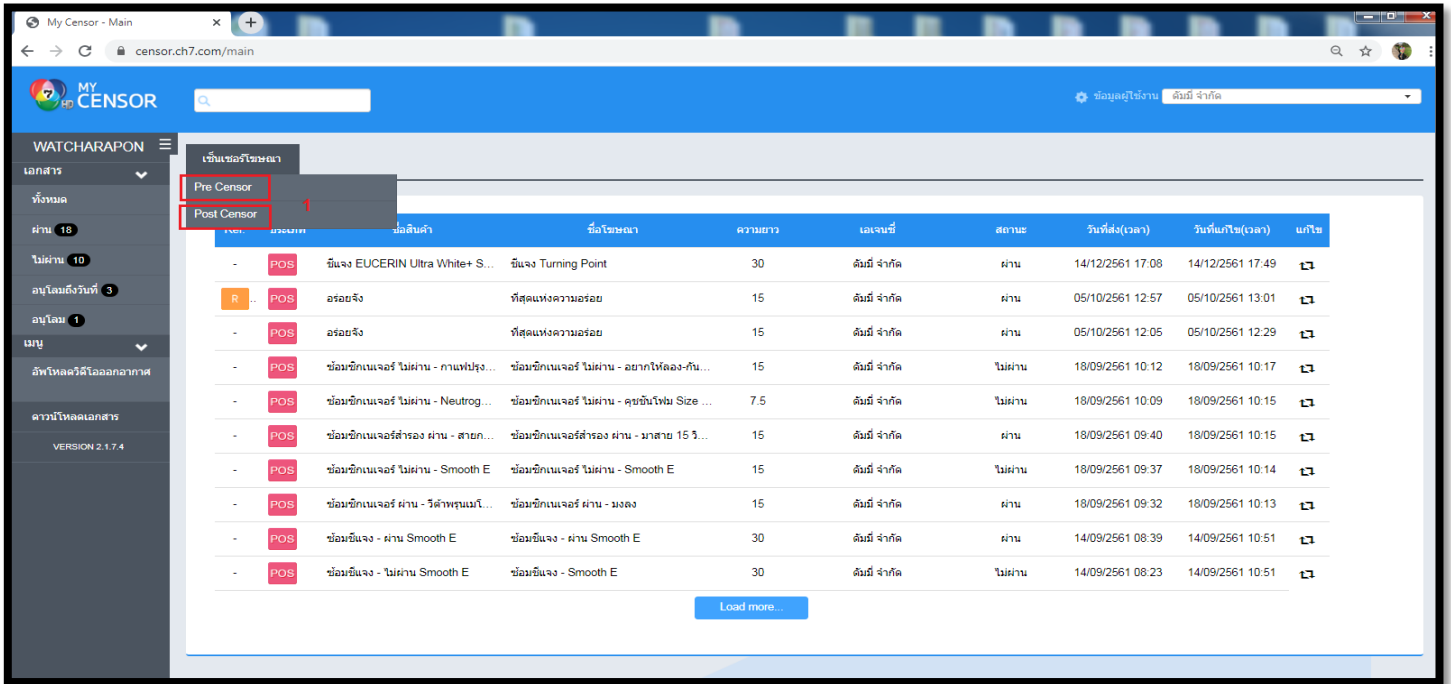 My Censor - Main
censor.ch7.com/main
7 HD MY CENSOR
ข้อมูลผู้ใช้งาน ดัมมี่ จำกัด
WATCHARAPON
เอกสาร
ทั้งหมด
ผ่าน 18
ไม่ผ่าน 10
อนุโลมถึงวันที่ 3
อนุโลม 1
เมนู
อัพโหลดวิดีโอออกอากาศ
ดาวน์โหลดเอกสาร
VERSION 2.1.7.4
เซ็นเซอร์โฆษณา
Pre Censor
1
Post Censor
Ref. ประเภท ชื่อสินค้า ชื่อโฆษณา ความยาว เอเจนซี่ สถานะ วันที่ส่ง(เวลา) วันที่แก้ไข(เวลา) แก้ไข
- POS ชี้แจง EUCERIN Ultra White+ S... ชี้แจง Turning Point 30 ดัมมี่ จำกัด ผ่าน 14/12/2561 17:08 14/12/2561 17:49
R .. POS อร่อยจัง ที่สุดแห่งความอร่อย 15 ดัมมี่ จำกัด ผ่าน 05/10/2561 12:57 05/10/2561 13:01
- POS อร่อยจัง ที่สุดแห่งความอร่อย 15 ดัมมี่ จำกัด ผ่าน 05/10/2561 12:05 05/10/2561 12:29
- POS ซ้อมซิกเนเจอร์ ไม่ผ่าน - กาแฟปรุง... ซ้อมซิกเนเจอร์ ไม่ผ่าน - อยากให้ลอง-กัน... 15 ดัมมี่ จำกัด ไม่ผ่าน 18/09/2561 10:12 18/09/2561 10:17
- POS ซ้อมซิกเนเจอร์ ไม่ผ่าน - Neutrog... ซ้อมซิกเนเจอร์ ไม่ผ่าน - คุชชั่นโฟม Size ... 7.5 ดัมมี่ จำกัด ไม่ผ่าน 18/09/2561 10:09 18/09/2561 10:15
- POS ซ้อมซิกเนเจอร์สำรอง ผ่าน - สายก... ซ้อมซิกเนเจอร์สำรอง ผ่าน - มาสาย 15 วิ... 15 ดัมมี่ จำกัด ผ่าน 18/09/2561 09:40 18/09/2561 10:15
- POS ซ้อมซิกเนเจอร์ ไม่ผ่าน - Smooth E ซ้อมซิกเนเจอร์ ไม่ผ่าน - Smooth E 15 ดัมมี่ จำกัด ไม่ผ่าน 18/09/2561 09:37 18/09/2561 10:14
- POS ซ้อมซิกเนเจอร์ ผ่าน - วีต้าพรุนเมโ... ซ้อมซิกเนเจอร์ ผ่าน - มงลง 15 ดัมมี่ จำกัด ผ่าน 18/09/2561 09:32 18/09/2561 10:13
- POS ซ้อมชี้แจง - ผ่าน Smooth E ซ้อมชี้แจง - ผ่าน Smooth E 30 ดัมมี่ จำกัด ผ่าน 14/09/2561 08:39 14/09/2561 10:51
- POS ซ้อมชี้แจง - ไม่ผ่าน Smooth E ซ้อมชี้แจง - Smooth E 30 ดัมมี่ จำกัด ไม่ผ่าน 14/09/2561 08:23 14/09/2561 10:51
Load more...